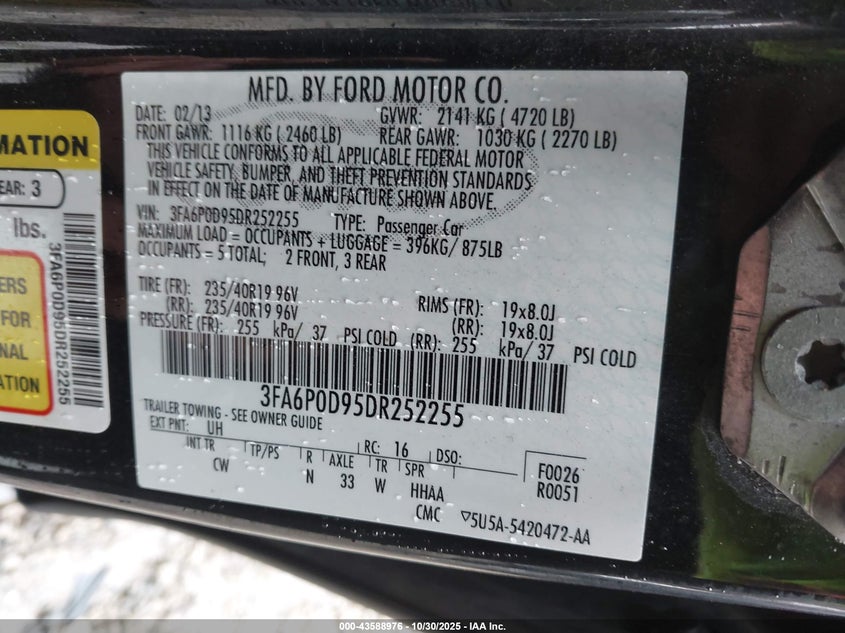 MFD. BY FORD MOTOR CO.
DATE: 02/13 GVWR: 2141 KG ( 4720 LB)
FRONT GAWR: 1116 KG ( 2460 LB) REAR GAWR: 1030 KG ( 2270 LB)
THIS VEHICLE CONFORMS TO ALL APPLICABLE FEDERAL MOTOR
VEHICLE SAFETY, BUMPER, AND THEFT PREVENTION STANDARDS
IN EFFECT ON THE DATE OF MANUFACTURE SHOWN ABOVE.
VIN: 3FA6P0D95DR252255 TYPE: Passenger Car
MAXIMUM LOAD = OCCUPANTS + LUGGAGE = 396KG/ 875LB
OCCUPANTS = 5 TOTAL; 2 FRONT, 3 REAR
TIRE (FR): 235/40R19 96V RIMS (FR): 19x8.0J
(RR): 235/40R19 96V (RR): 19x8.0J
PRESSURE (FR): 255 kPa/ 37 PSI COLD (RR): 255 kPa/ 37 PSI COLD
3FA6P0D95DR252255
TRAILER TOWING - SEE OWNER GUIDE
EXT PNT: UH RC: 16 DSO:
INT TR TP/PS R AXLE TR SPR F0026
CW N 33 W HHAA R0051
CMC ▽5U5A-5420472-AA
MATION
EAR: 3
lbs.
ERS
FOR
NAL
ATION
3FA6P0D95DR252255
000-43588976 - 10/30/2025 - IAA Inc.